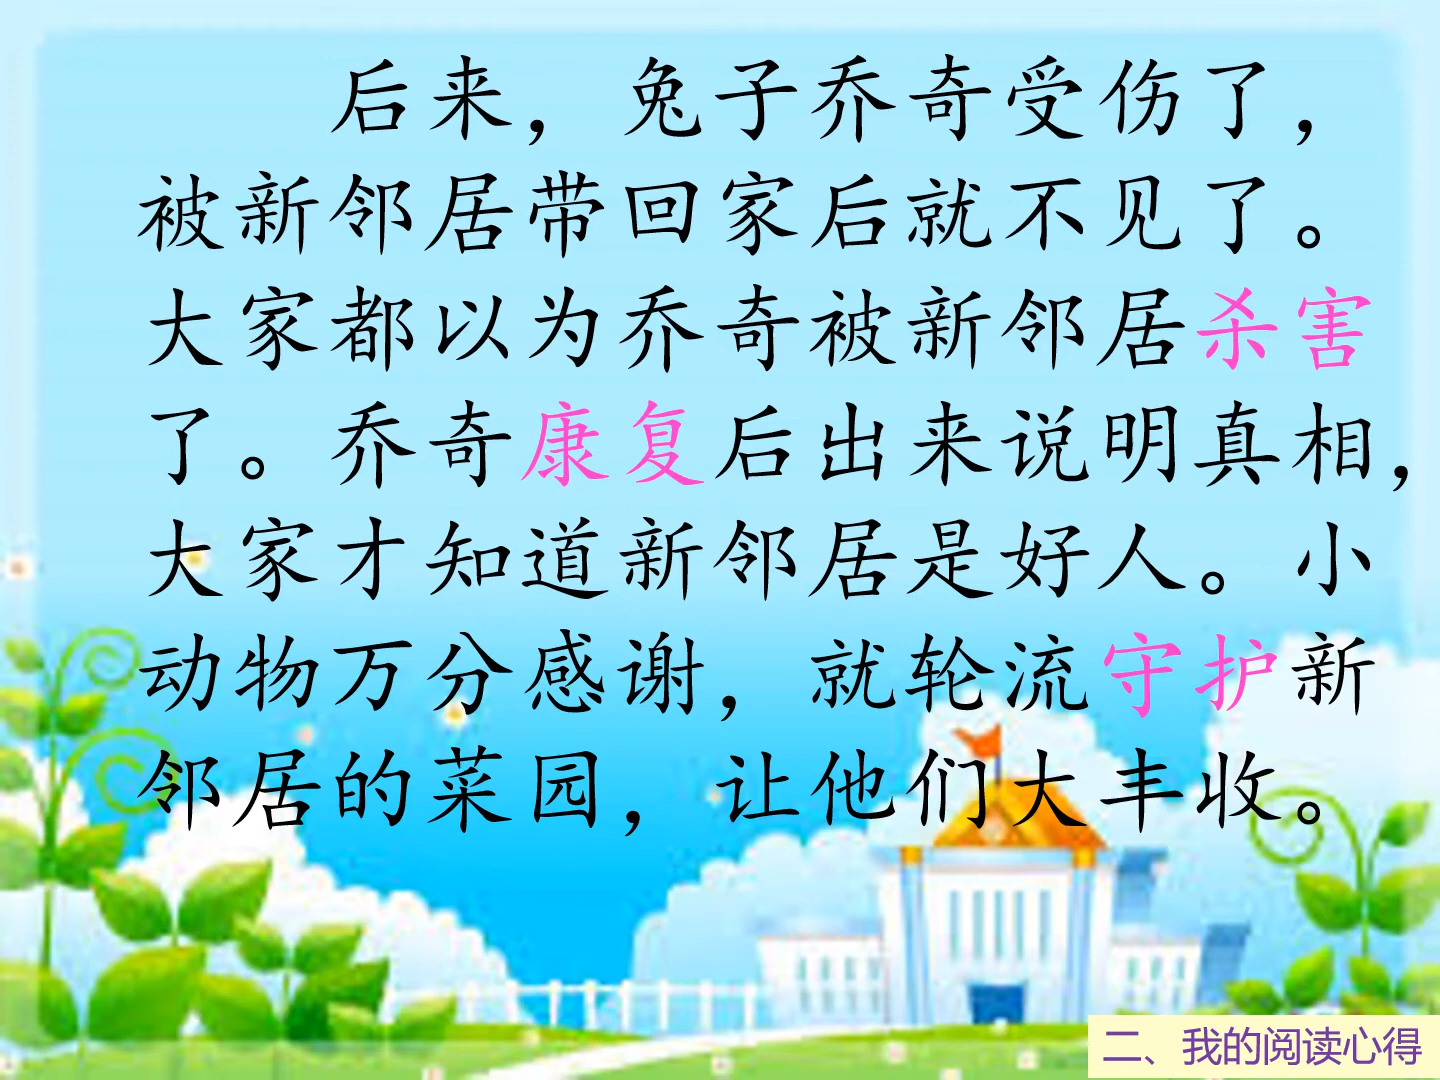 后来，兔子乔奇受伤了，
被新邻居带回家后就不见了。
大家都以为乔奇被新邻居杀害
了。乔奇康复后出来说明真相，
大家才知道新邻居是好人。小
动物万分感谢，就轮流守护新
邻居的菜园，让他们大丰收。
二、我的阅读心得